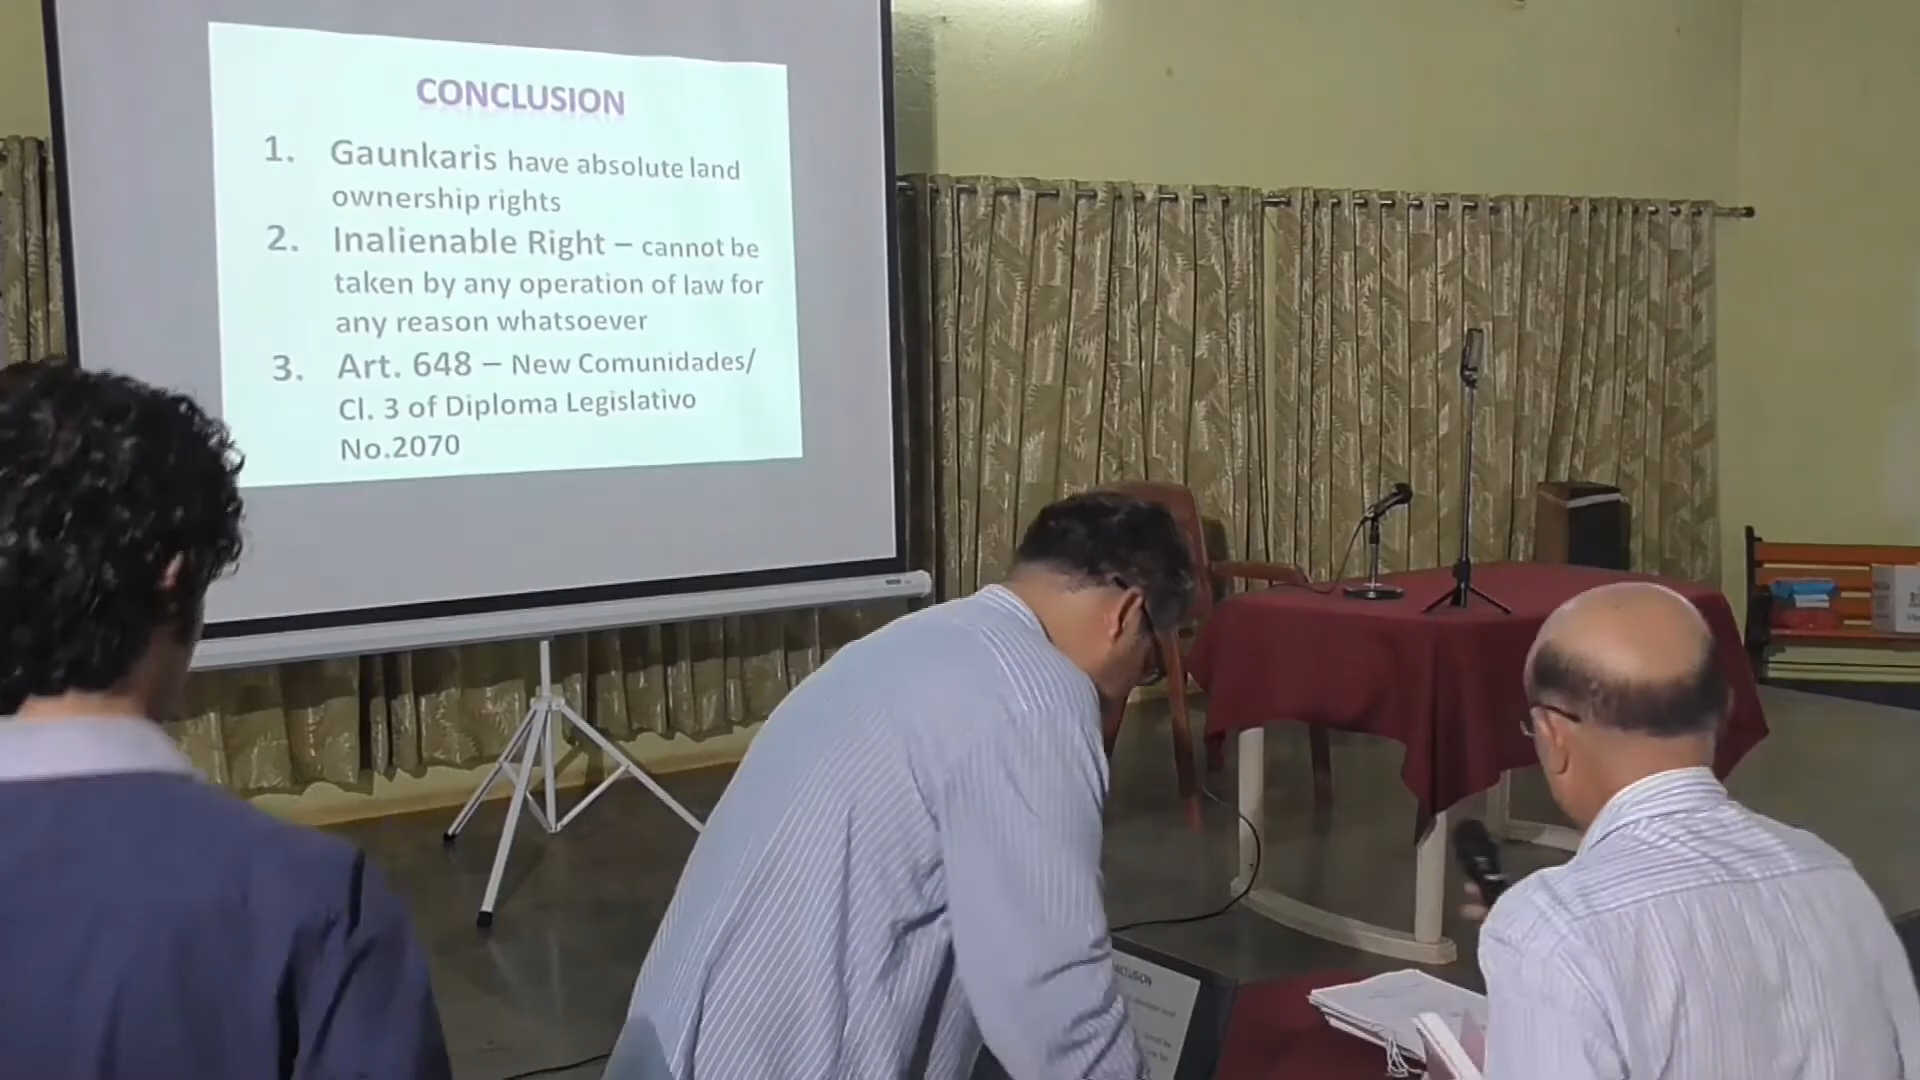 CONCLUSION
1. Gaunkaris have absolute land
ownership rights
2. Inalienable Right – cannot be
taken by any operation of law for
any reason whatsoever
3. Art. 648 – New Comunidades/
Cl. 3 of Diploma Legislativo
No.2070